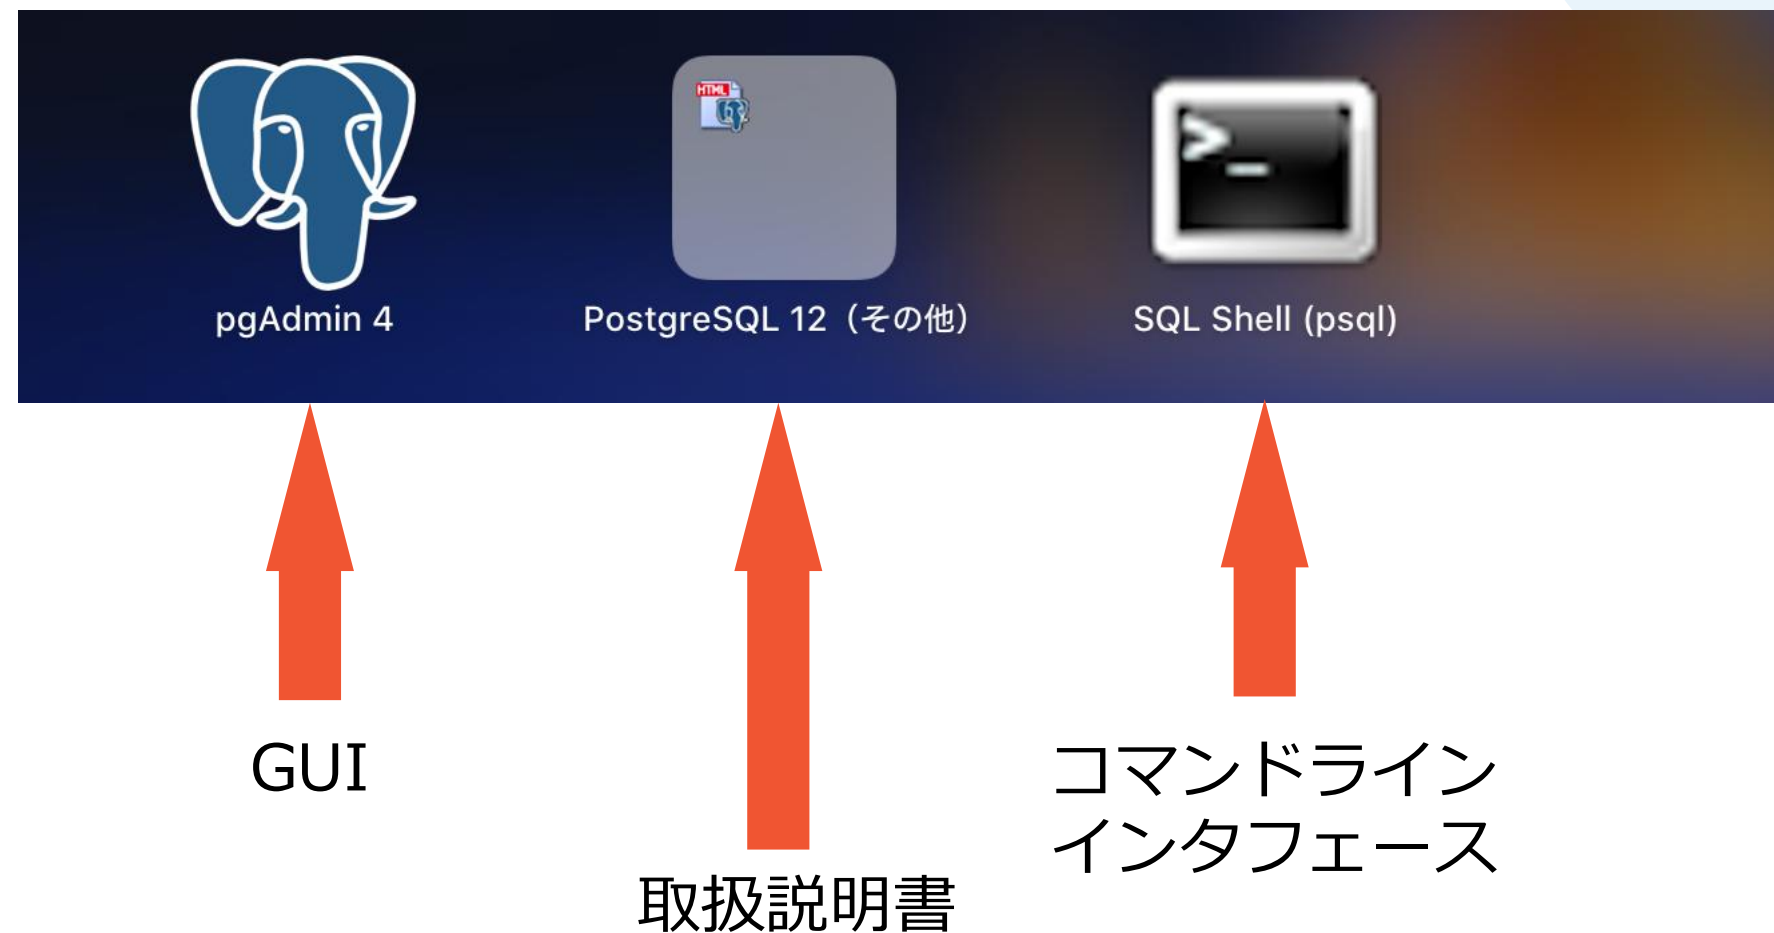 HTML
pgAdmin 4
PostgreSQL 12（その他）
>_
SQL Shell (psql)
GUI
取扱説明書
コマンドライン
インタフェース